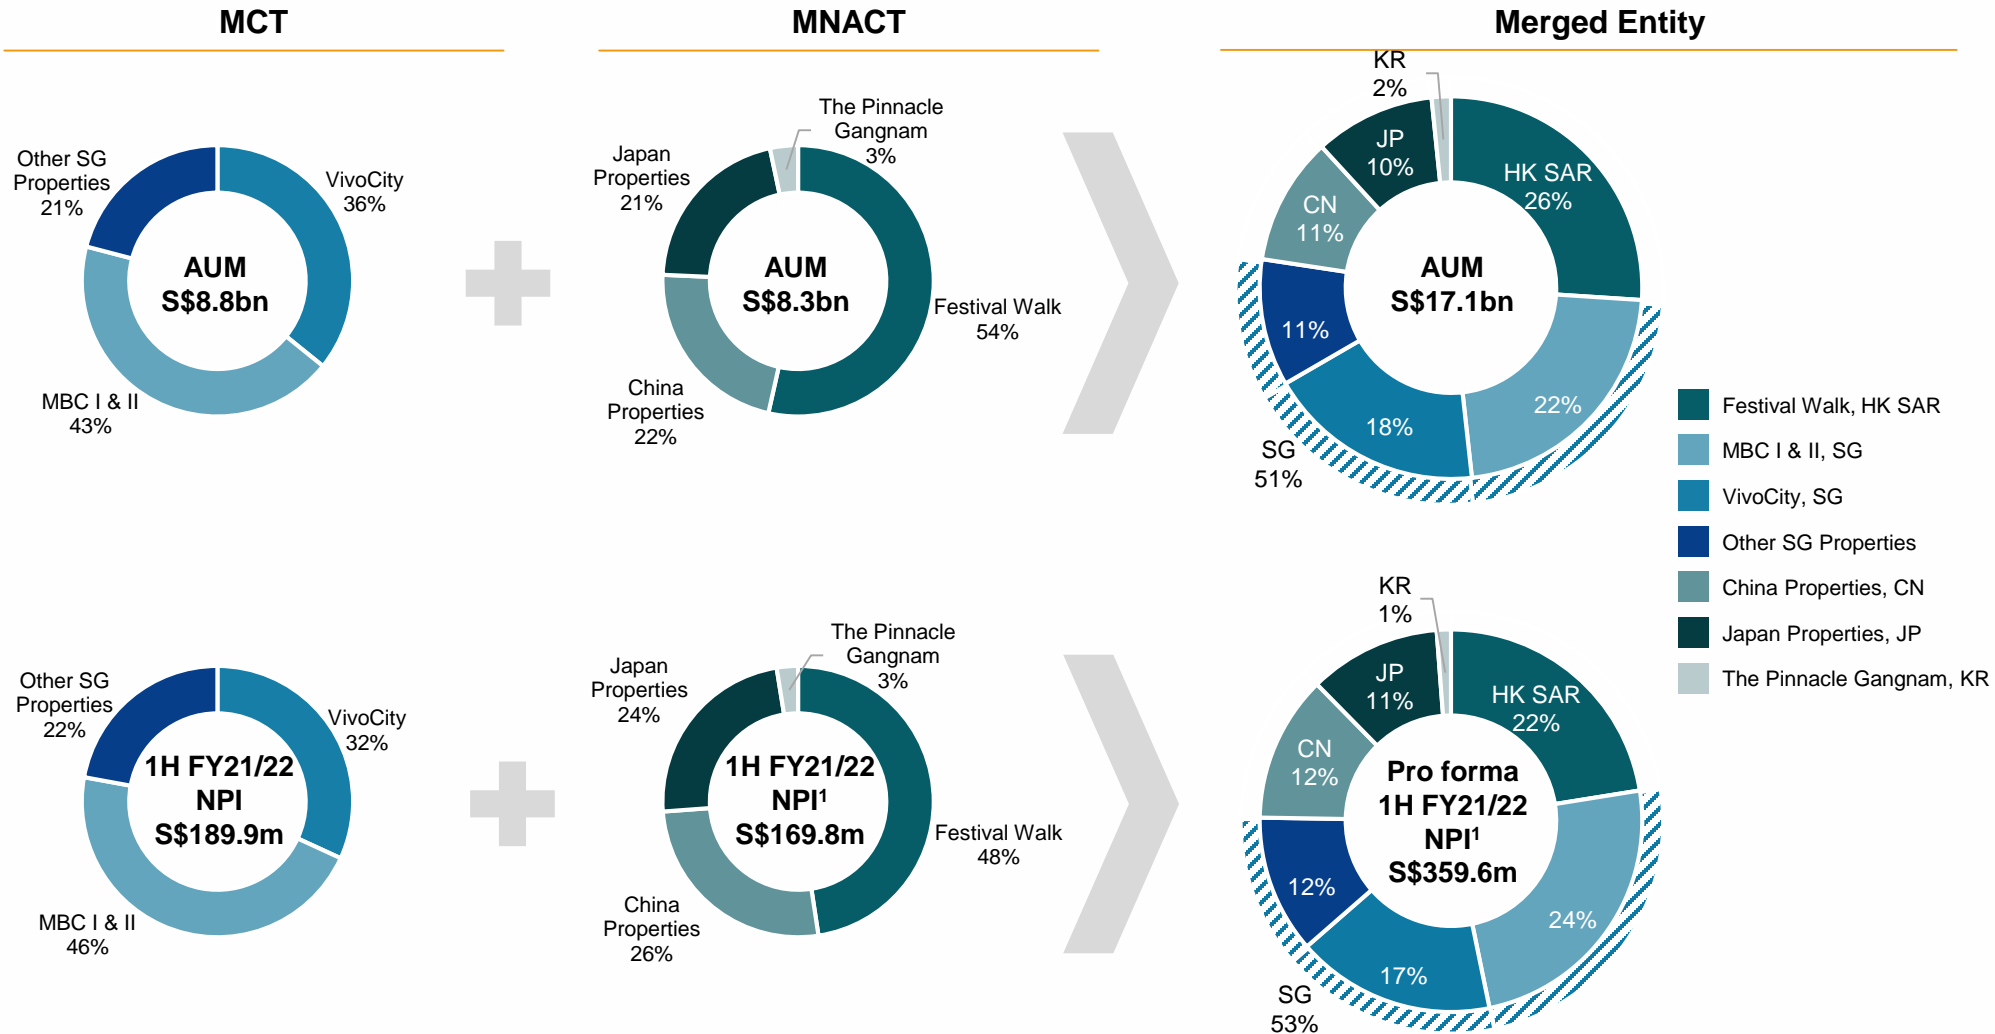 MCT
MNACT
Merged Entity
Other SG
Properties
21%
VivoCity
36%
AUM
S$8.8bn
MBC I & II
43%
The Pinnacle
Gangnam
3%
Japan
Properties
21%
AUM
S$8.3bn
Festival Walk
54%
China
Properties
22%
KR
2%
JP
10%
HK SAR
26%
CN
11%
AUM
S$17.1bn
11%
22%
18%
SG
51%
Festival Walk, HK SAR
MBC I & II, SG
VivoCity, SG
Other SG Properties
China Properties, CN
Japan Properties, JP
The Pinnacle Gangnam, KR
Other SG
Properties
22%
VivoCity
32%
1H FY21/22
NPI
S$189.9m
MBC I & II
46%
The Pinnacle
Gangnam
3%
Japan
Properties
24%
1H FY21/22
NPI¹
S$169.8m
Festival Walk
48%
China
Properties
26%
KR
1%
JP
11%
HK SAR
22%
CN
12%
Pro forma
1H FY21/22
NPI¹
S$359.6m
12%
24%
17%
SG
53%